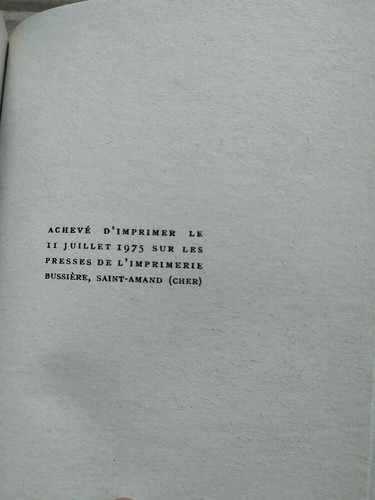 ACHEVÉ D'IMPRIMER LE
11 JUILLET 1975 SUR LES
PRESSES DE L'IMPRIMERIE
BUSSIÈRE, SAINT-AMAND (CHER)